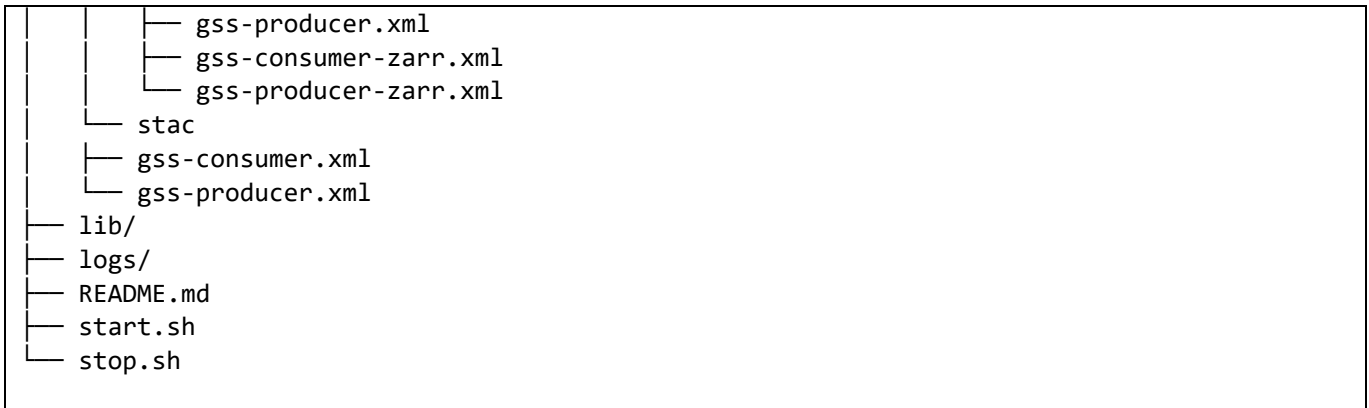 │   │   ├── gss-producer.xml
│   │   ├── gss-consumer-zarr.xml
│   │   └── gss-producer-zarr.xml
│   └── stac
│   ├── gss-consumer.xml
│   └── gss-producer.xml
├── lib/
├── logs/
├── README.md
├── start.sh
└── stop.sh